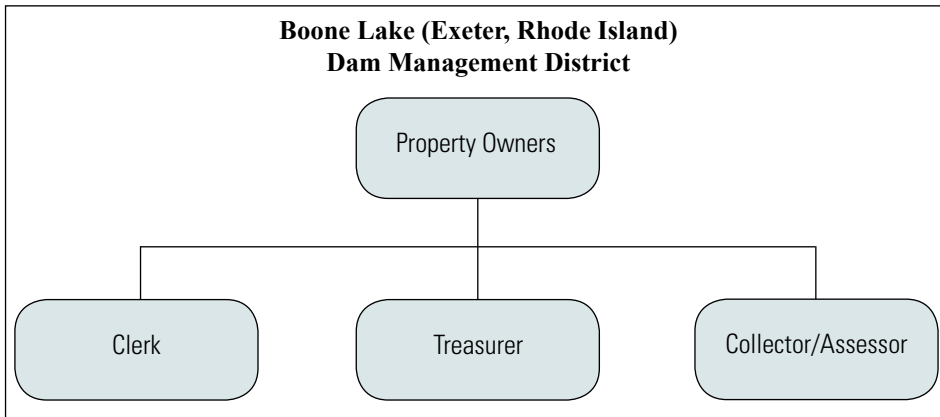 Boone Lake (Exeter, Rhode Island)
Dam Management District
Property Owners
Clerk
Treasurer
Collector/Assessor